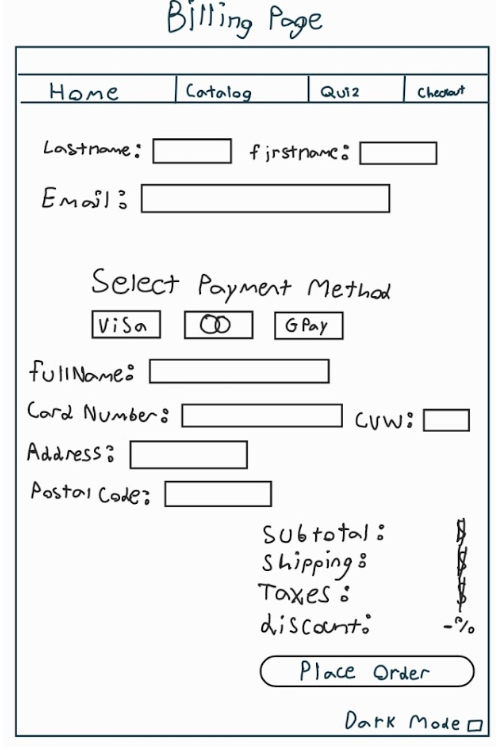 Billing Page
Home Catalog Quiz Checkout
Lastname: firstname:
Email:
Select Payment Method
Visa GPay
fullName:
Card Number: CVW:
Address:
Postal Code:
Subtotal: $
Shipping: $
Taxes: $
discount: -%
Place Order
Dark Mode